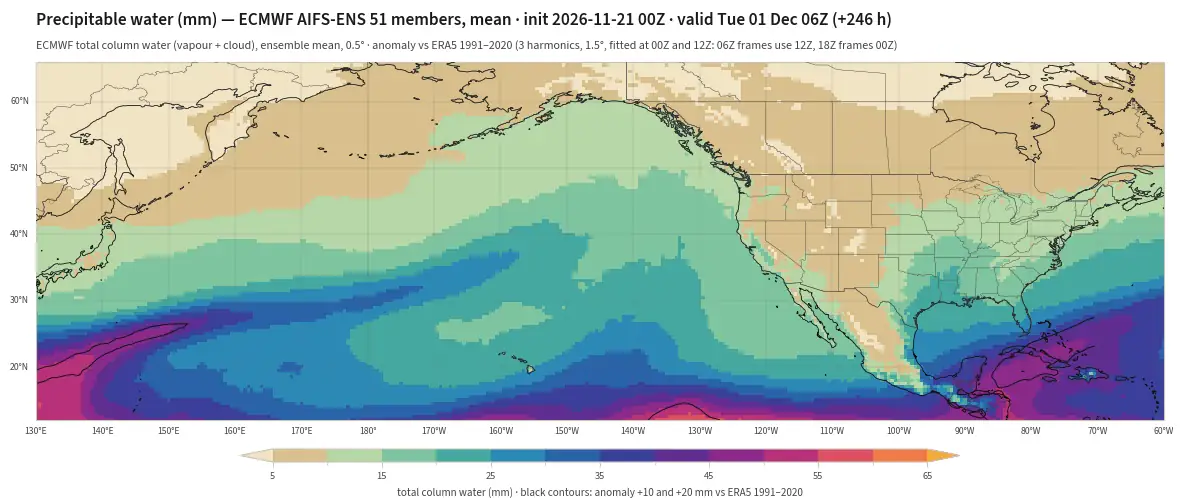 Precipitable water (mm) — ECMWF AIFS-ENS 51 members, mean · init 2026-11-21 00Z · valid Tue 01 Dec 06Z (+246 h)
ECMWF total column water (vapour + cloud), ensemble mean, 0.5° · anomaly vs ERA5 1991–2020 (3 harmonics, 1.5°, fitted at 00Z and 12Z: 06Z frames use 12Z, 18Z frames 00Z)
60°N
50°N
40°N
30°N
20°N
130°E 140°E 150°E 160°E 170°E 180° 170°W 160°W 150°W 140°W 130°W 120°W 110°W 100°W 90°W 80°W 70°W 60°W
5 15 25 35 45 55 65
total column water (mm) · black contours: anomaly +10 and +20 mm vs ERA5 1991–2020